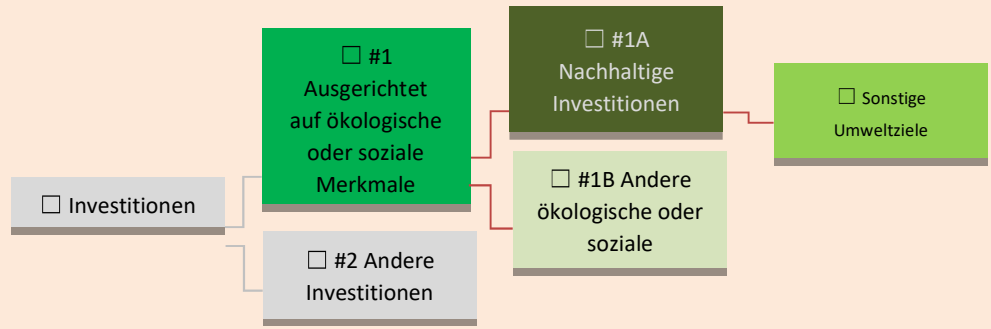 ☐ Investitionen
☐ #1
Ausgerichtet
auf ökologische
oder soziale
Merkmale
☐ #2 Andere
Investitionen
☐ #1A
Nachhaltige
Investitionen
☐ #1B Andere
ökologische oder
soziale
☐ Sonstige
Umweltziele